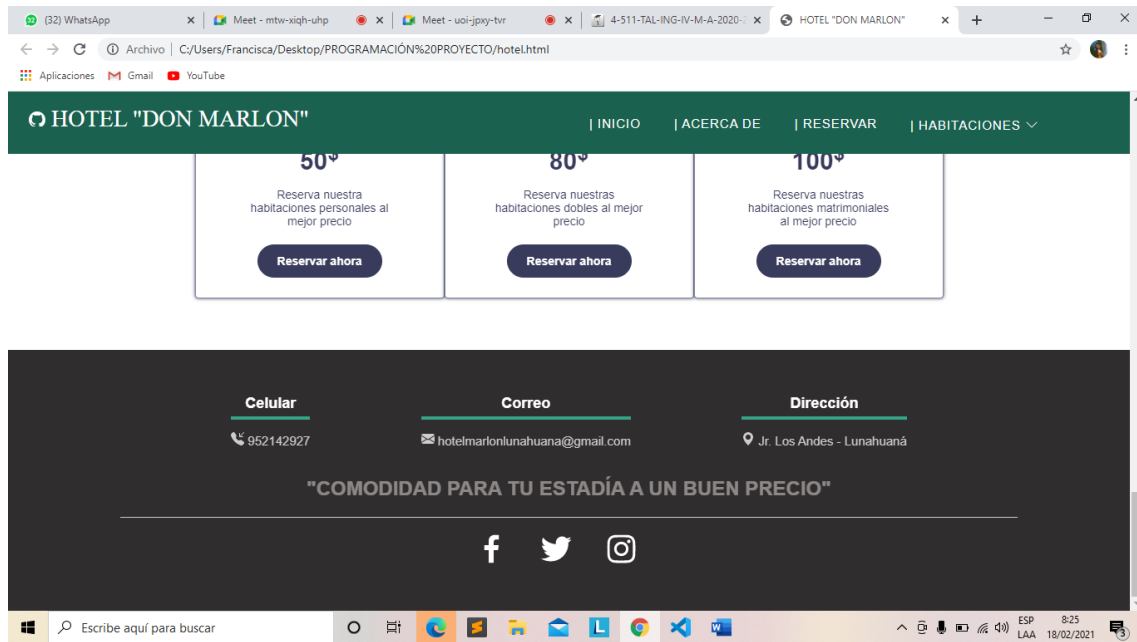 (32) WhatsApp
Meet - mtw-xiqh-uhp
Meet - uoi-jpxy-tvr
4-511-TAL-ING-IV-M-A-2020-2
HOTEL "DON MARLON"
Archivo | C:/Users/Francisca/Desktop/PROGRAMACIÓN%20PROYECTO/hotel.html
Aplicaciones Gmail YouTube
HOTEL "DON MARLON"
| INICIO | ACERCA DE | RESERVAR | HABITACIONES
50$ 80$ 100$
Reserva nuestra
habitaciones personales al
mejor precio
Reservar ahora
Reserva nuestras
habitaciones dobles al mejor
precio
Reservar ahora
Reserva nuestras
habitaciones matrimoniales
al mejor precio
Reservar ahora
Celular
952142927
Correo
hotelmarlonlunahuana@gmail.com
Dirección
Jr. Los Andes - Lunahuaná
"COMODIDAD PARA TU ESTADÍA A UN BUEN PRECIO"
Escribe aquí para buscar
ESP
LAA
8:25
18/02/2021
3